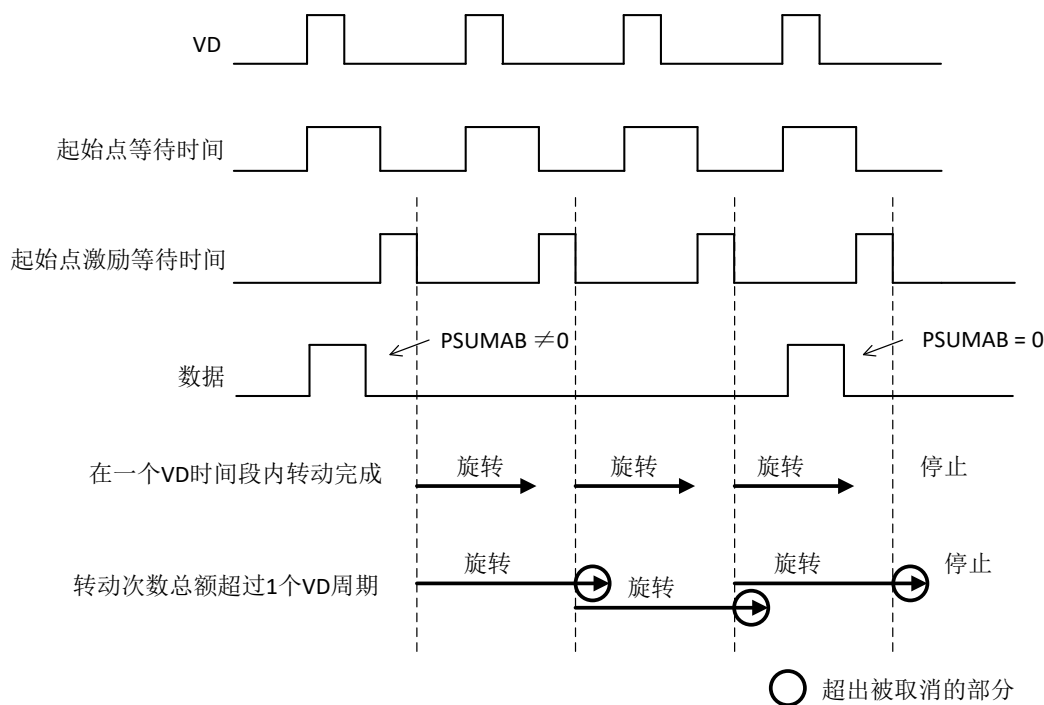 VD
起始点等待时间
起始点激励等待时间
PSUMAB ≠0
PSUMAB = 0
数据
在一个VD时间段内转动完成
旋转
旋转
旋转
停止
转动次数总额超过1个VD周期
旋转
旋转
旋转
停止
超出被取消的部分